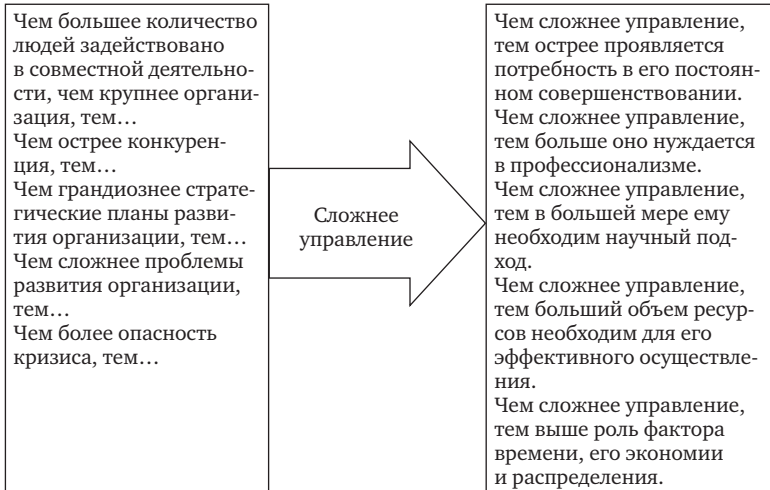 Чем большее количество
людей задействовано
в совместной деятельно-
сти, чем крупнее органи-
зация, тем…
Чем острее конкурен-
ция, тем…
Чем грандиознее страте-
гические планы разви-
тия организации, тем…
Чем сложнее проблемы
развития организации,
тем…
Чем более опасность
кризиса, тем…
Сложнее
управление
Чем сложнее управление,
тем острее проявляется
потребность в его постоян-
ном совершенствовании.
Чем сложнее управление,
тем больше оно нуждается
в профессионализме.
Чем сложнее управление,
тем в большей мере ему
необходим научный под-
ход.
Чем сложнее управление,
тем больший объем ресур-
сов необходим для его
эффективного осуществле-
ния.
Чем сложнее управление,
тем выше роль фактора
времени, его экономии
и распределения.